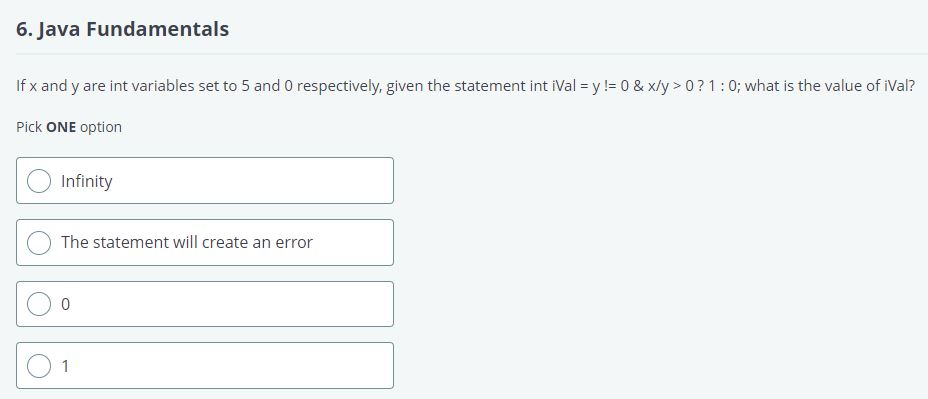 6. Java Fundamentals
If x and y are int variables set to 5 and 0 respectively, given the statement int iVal = y != 0 & x/y > 0 ? 1 : 0; what is the value of iVal?
Pick ONE option
Infinity
The statement will create an error
0
1